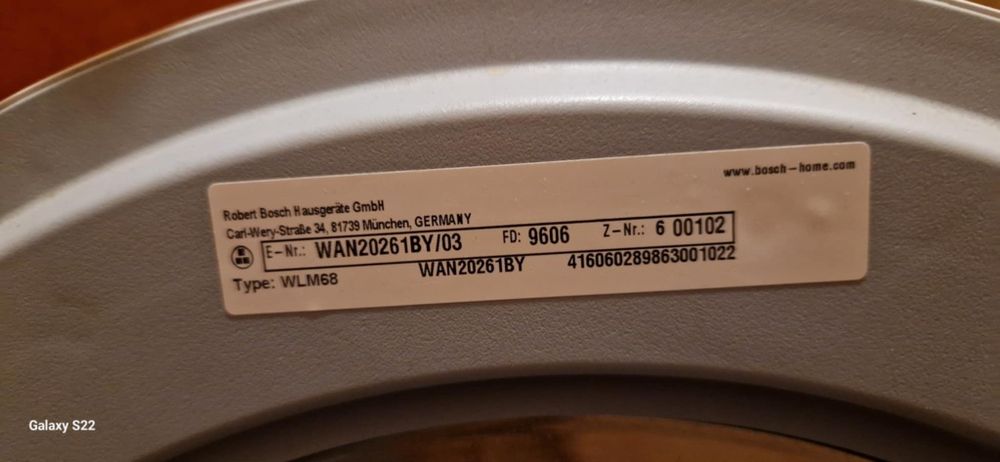 www.bosch-home.com
Robert Bosch Hausgeräte GmbH
Carl-Wery-Straße 34, 81739 München, GERMANY
E-Nr.: WAN20261BY/03 FD: 9606 Z-Nr.: 6 00102
WAN20261BY 416060289863001022
Type: WLM68
Galaxy S22